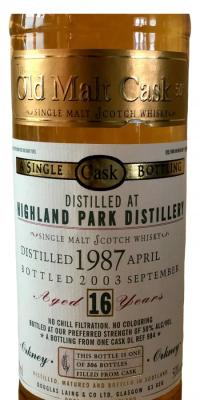 Old Malt Cask 50
SINGLE MALT SCOTCH WHISKY
A SINGLE Cask BOTTLING
DISTILLED AT
HIGHLAND PARK DISTILLERY
SINGLE MALT SCOTCH WHISKY
DISTILLED 1987 APRIL
BOTTLED 2003 SEPTEMBER
Aged 16 Years
NO CHILL FILTRATION. NO COLOURING
BOTTLED AT OUR PREFERRED STRENGTH OF 50% ALC/VOL
A BOTTLING FROM ONE CASK DL REF 984
Orkney
THIS BOTTLE IS ONE
OF 306 BOTTLES
FILLED FROM CASK
Orkney
DISTILLED, MATURED AND BOTTLED IN SCOTLAND
DOUGLAS LAING & CO LTD, GLASGOW G3 6EQ